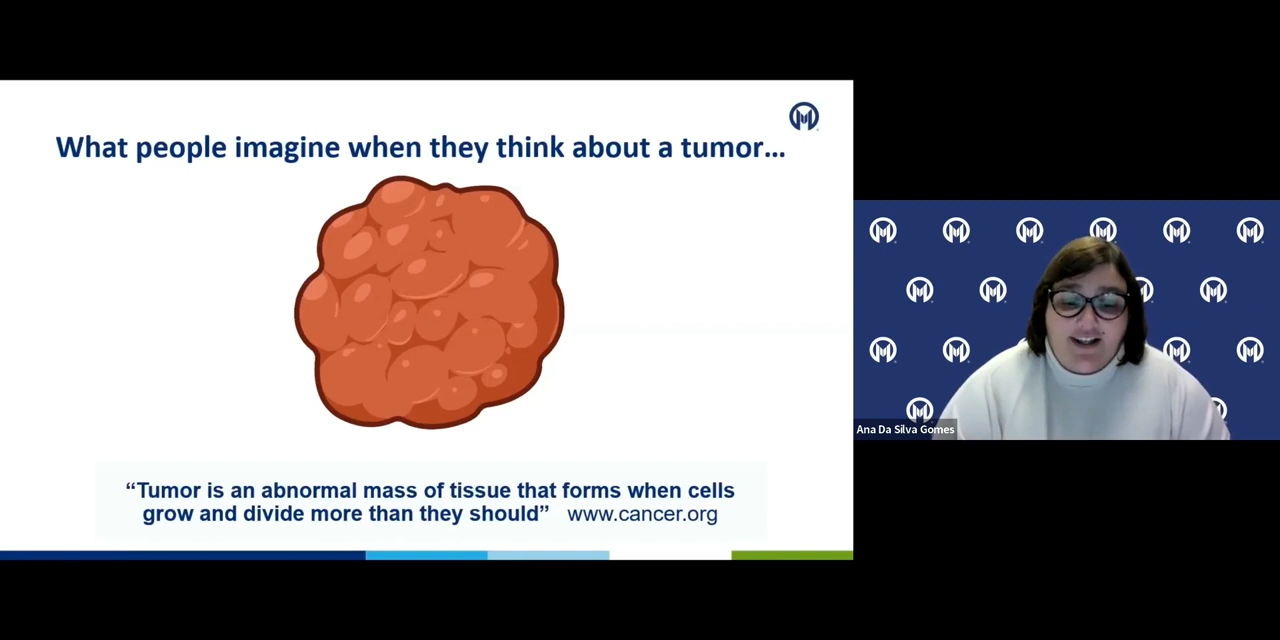 What people imagine when they think about a tumor...
“Tumor is an abnormal mass of tissue that forms when cells
grow and divide more than they should” www.cancer.org
Ana Da Silva Gomes